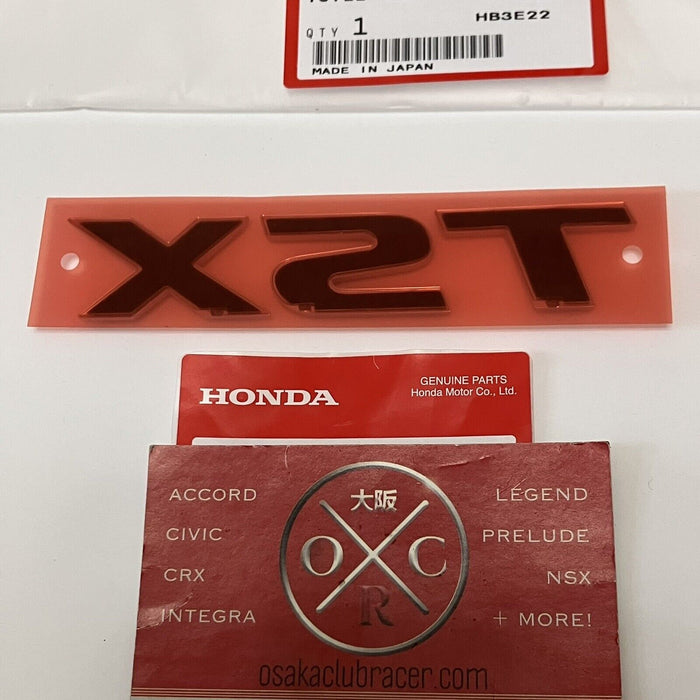 QTY 1
HB3E22
MADE IN JAPAN
TSX
HONDA
GENUINE PARTS
Honda Motor Co., Ltd.
ACCORD
CIVIC
CRX
INTEGRA
大阪
O C
R
LEGEND
PRELUDE
NSX
+ MORE!
osakaclubracer.com